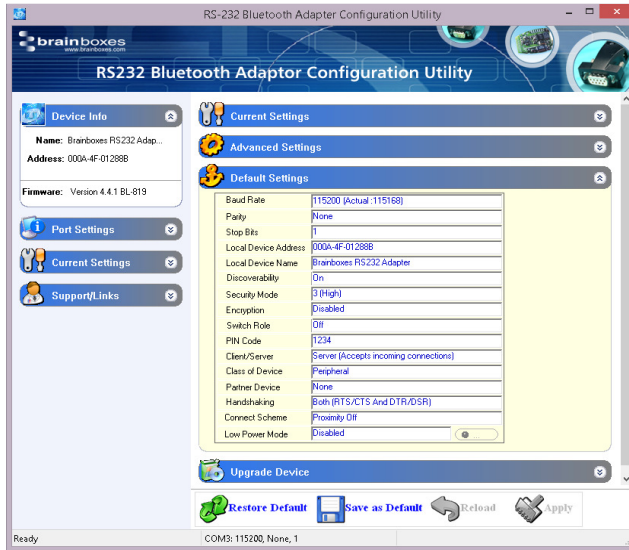 RS-232 Bluetooth Adapter Configuration Utility
brainboxes
www.brainboxes.com
RS232 Bluetooth Adaptor Configuration Utility
Device Info
Name: Brainboxes RS232 Adap...
Address: 000A-4F-01288B
Firmware: Version 4.4.1 BL-819
Port Settings
Current Settings
Support/Links
Current Settings
Advanced Settings
Default Settings
Baud Rate 115200 (Actual :115168)
Parity None
Stop Bits 1
Local Device Address 000A-4F-01288B
Local Device Name Brainboxes RS232 Adapter
Discoverability On
Security Mode 3 (High)
Encryption Disabled
Switch Role Off
PIN Code 1234
Client/Server Server (Accepts incoming connections)
Class of Device Peripheral
Partner Device None
Handshaking Both (RTS/CTS And DTR/DSR)
Connect Scheme Proximity Off
Low Power Mode Disabled
Upgrade Device
Restore Default Save as Default Reload Apply
Ready COM3: 115200, None, 1